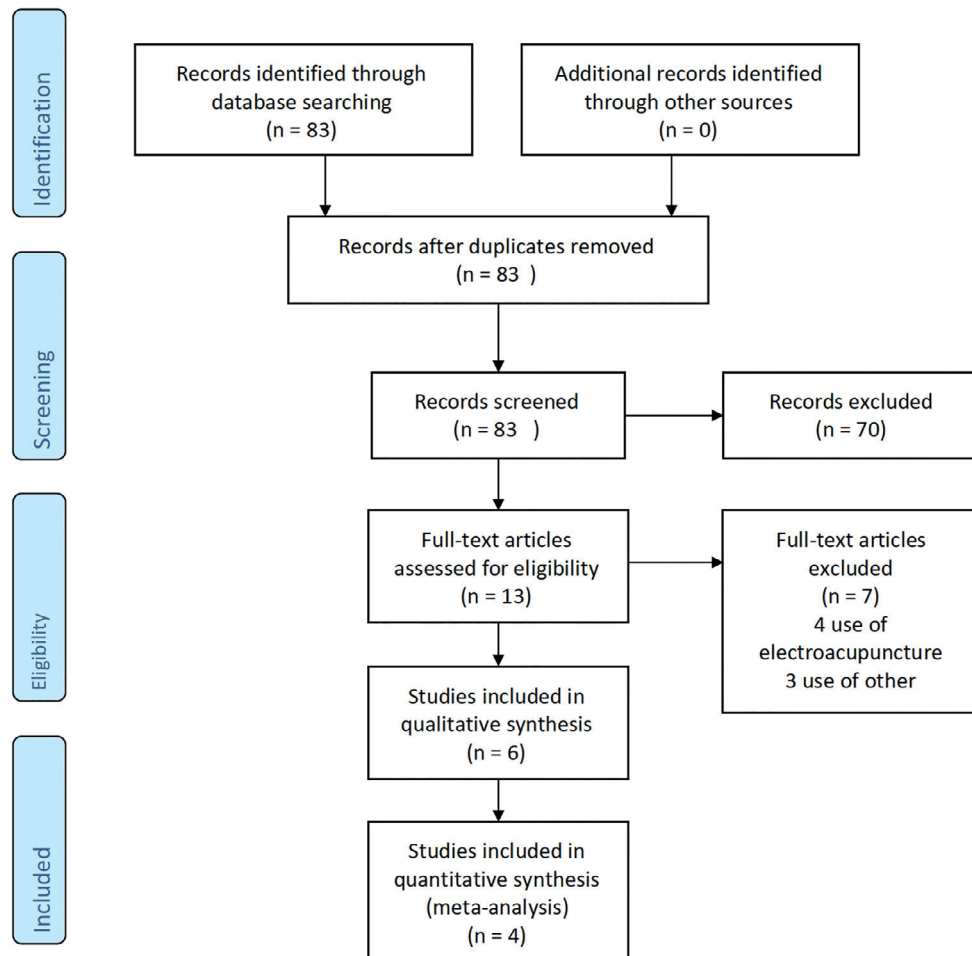 Identification
Records identified through
database searching
(n = 83)
Additional records identified
through other sources
(n = 0)
Records after duplicates removed
(n = 83   )
Screening
Records screened
(n = 83   )
Records excluded
(n = 70)
Eligibility
Full-text articles
assessed for eligibility
(n = 13)
Full-text articles
excluded
(n = 7)
4 use of
electroacupuncture
3 use of other
Studies included in
qualitative synthesis
(n = 6)
Included
Studies included in
quantitative synthesis
(meta-analysis)
(n = 4)